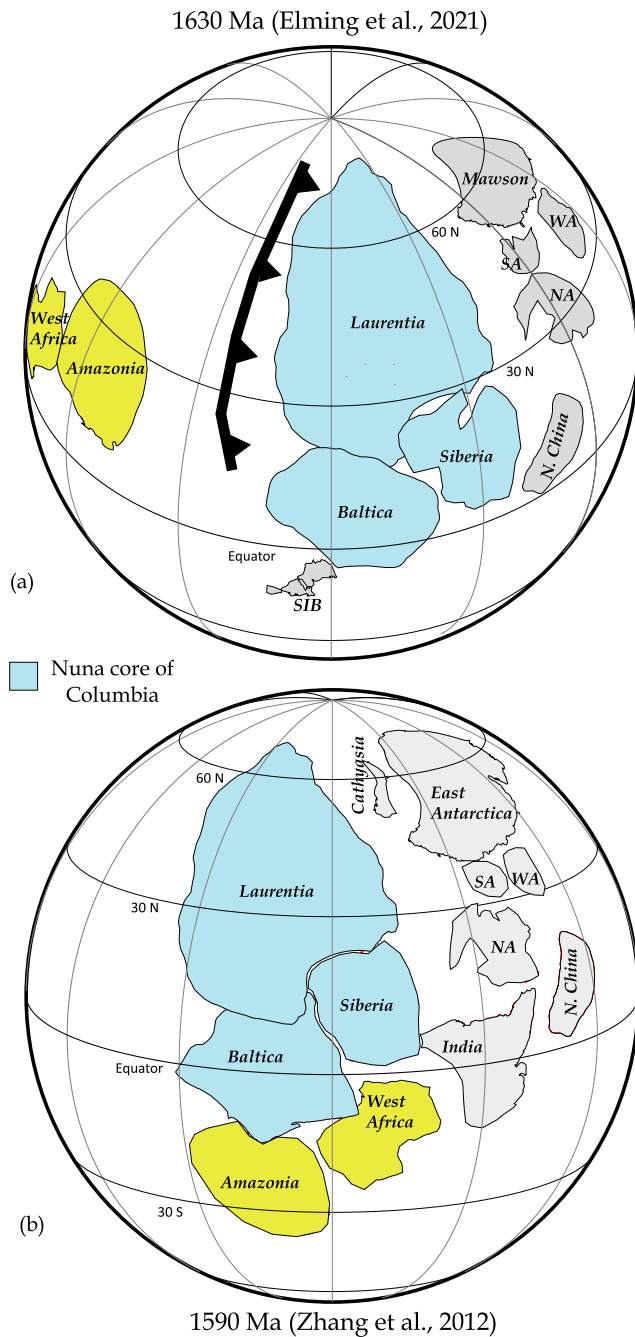 1630 Ma (Elming et al., 2021)
Mawson
WA
60 N
SA
NA
West
Africa
Amazonia
Laurentia
30 N
Siberia
N. China
Baltica
Equator
SIB
(a)
Nuna core of
Columbia
60 N
Cathyasia
East
Antarctica
Laurentia
SA
WA
30 N
NA
N. China
Siberia
India
Baltica
Equator
West
Africa
Amazonia
30 S
(b)
1590 Ma (Zhang et al., 2012)